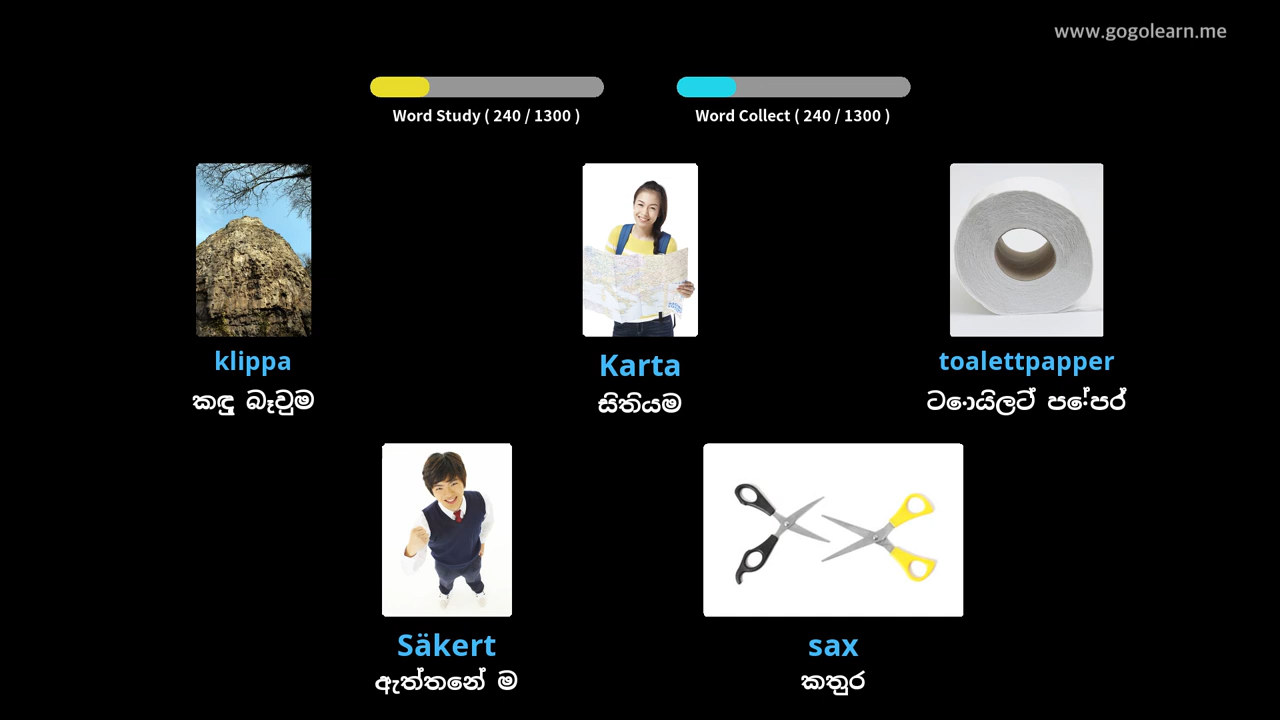 www.gogolearn.me
Word Study ( 240 / 1300 )
Word Collect ( 240 / 1300 )
klippa
කඳු බෑවුම
Karta
සිතියම
toalettpapper
ටොයිලට් පේපර්
Säkert
ඇත්තනේ ම
sax
කතුර